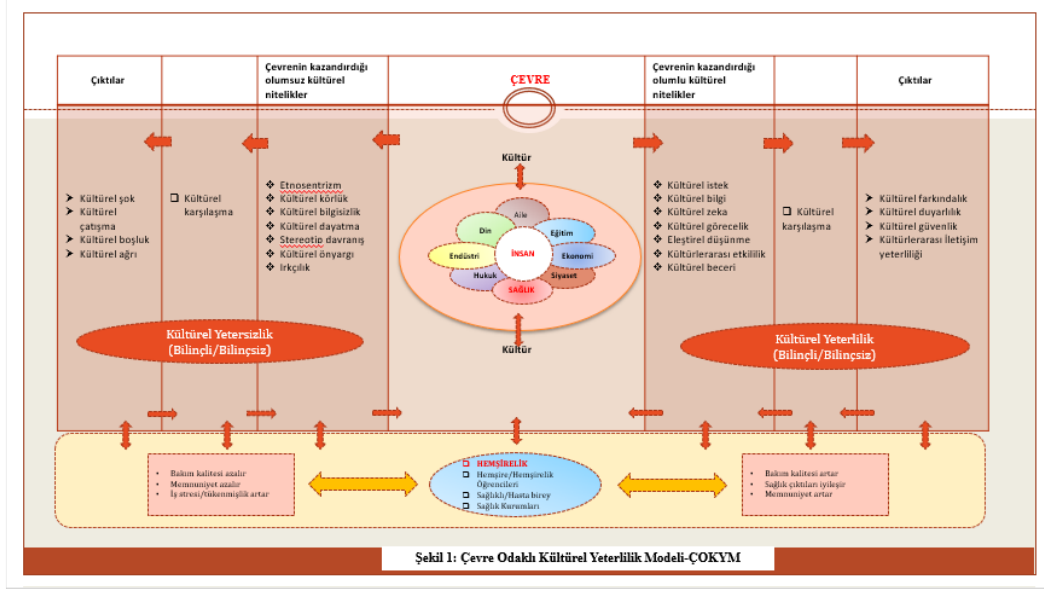 Çıktılar
Çevrenin kazandırdığı
olumsuz kültürel
nitelikler
ÇEVRE
Çevrenin kazandırdığı
olumlu kültürel
nitelikler
Çıktılar
Kültürel şok
Kültürel
çatışma
Kültürel boşluk
Kültürel ağrı
Kültürel
karşılaşma
Etnosentrizm
Kültürel körlük
Kültürel bilgisizlik
Kültürel dayatma
Stereotip davranış
Kültürel önyargı
Irkçılık
Kültür
Aile
Din
Eğitim
Endüstri
İNSAN
Ekonomi
Hukuk
Siyaset
SAĞLIK
Kültür
Kültürel istek
Kültürel bilgi
Kültürel zeka
Kültürel görecelik
Eleştirel düşünme
Kültürlerarası etkililik
Kültürel beceri
Kültürel
karşılaşma
Kültürel farkındalık
Kültürel duyarlılık
Kültürel güvenlik
Kültürlerarası İletişim
yeterliliği
Kültürel Yetersizlik
(Bilinçli/Bilinçsiz)
Kültürel Yeterlilik
(Bilinçli/Bilinçsiz)
Bakım kalitesi azalır
Memnuniyet azalır
İş stresi/tükenmişlik artar
HEMŞİRELİK
Hemşire/Hemşirelik
Öğrencileri
Sağlıklı/Hasta birey
Sağlık Kurumları
Bakım kalitesi artar
Sağlık çıktıları iyileşir
Memnuniyet artar
Şekil 1: Çevre Odaklı Kültürel Yeterlilik Modeli-ÇOKYM